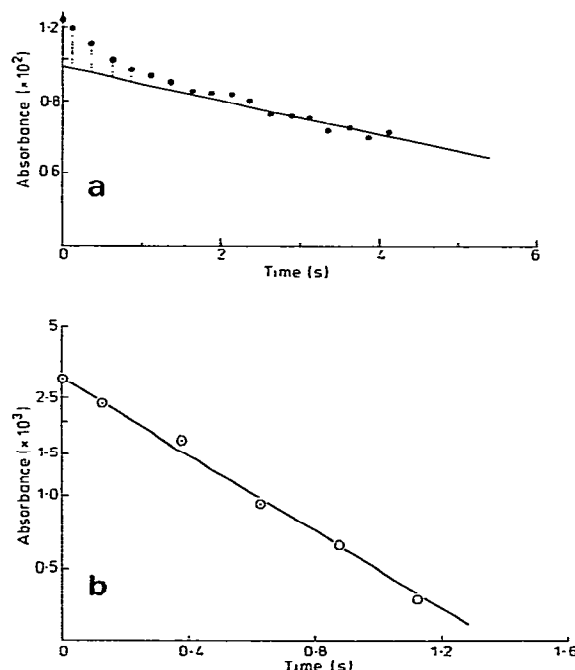 1·2
0·8
0·6
Absorbance (×10²)
a
0 2 4 6
Time (s)
5
2·5
1·5
1·0
0·5
Absorbance (×10³)
b
0 0·4 0·8 1·2 1·6
Time (s)